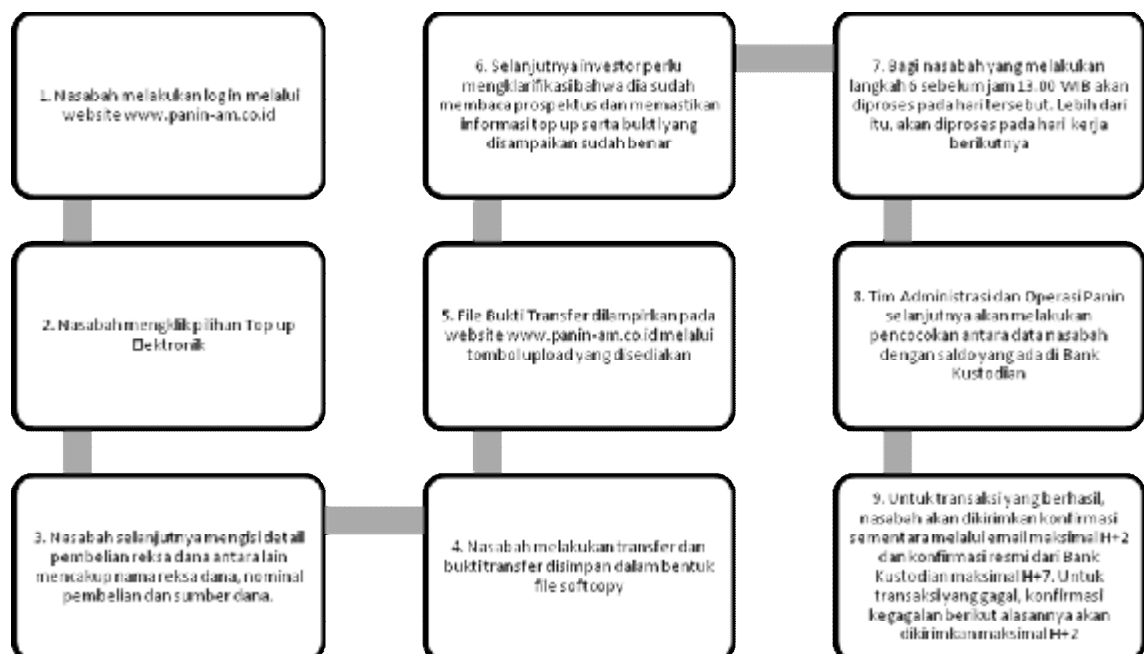 1. Nasabah melakukan login melalui
website www.panin-am.co.id
2. Nasabah mengklik pilihan Top up
Elektronik
3. Nasabah selanjutnya mengisi detail
pembelian reksa dana antara lain
mencakup nama reksa dana, nominal
pembelian dan sumber dana.
4. Nasabah melakukan transfer dan
bukti transfer disimpan dalam bentuk
file softcopy
5. File Bukti Transfer dilampirkan pada
website www.panin-am.co.id melalui
tombol upload yang disediakan
6. Selanjutnya investor perlu
mengklarifikasi bahwa dia sudah
membaca prospektus dan memastikan
informasi top up serta bukti yang
disampaikan sudah benar
7. Bagi nasabah yang melakukan
langkah 6 sebelum jam 13.00 WIB akan
diproses pada hari tersebut. Lebih dari
itu, akan diproses pada hari kerja
berikutnya
8. Tim Administrasi dan Operasi Panin
selanjutnya akan melakukan
pencocokan antara data nasabah
dengan saldo yang ada di Bank
Kustodian
9. Untuk transaksi yang berhasil,
nasabah akan dikirimkan konfirmasi
sementara melalui email maksimal H+2
dan konfirmasi resmi dari Bank
Kustodian maksimal H+7. Untuk
transaksi yang gagal, konfirmasi
kegagalan berikut alasannya akan
dikirimkan maksimal H+2